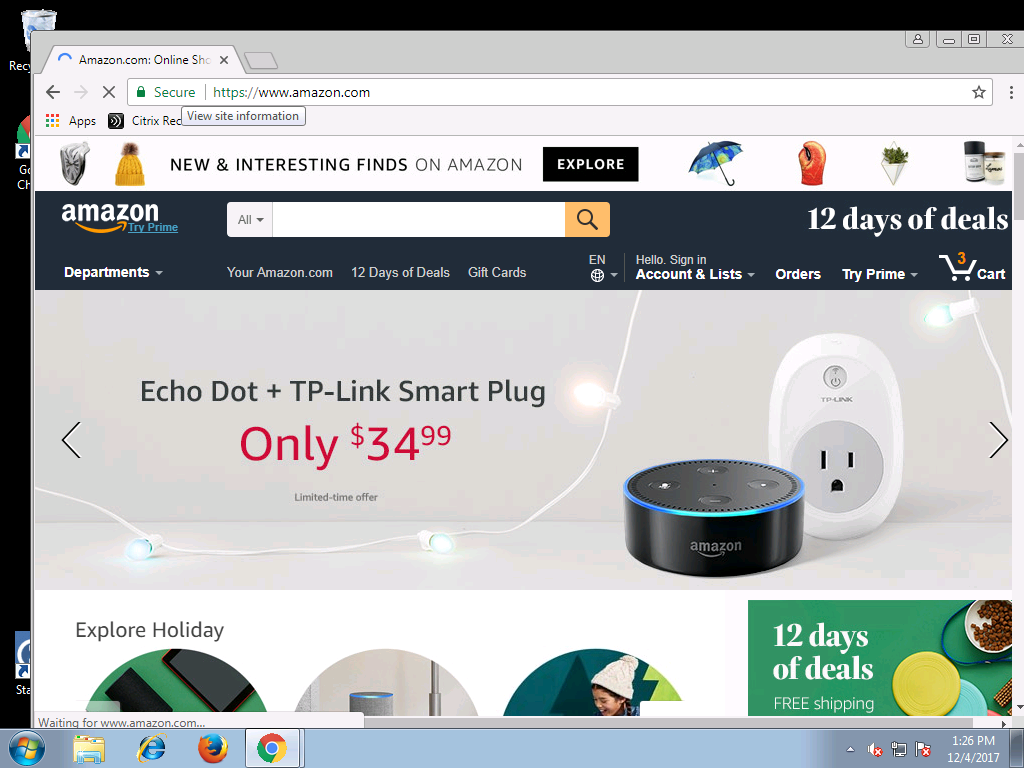 Recy
Go
Ch
Sta
Amazon.com: Online Sho
Secure
https://www.amazon.com
Apps
Citrix Rec
View site information
NEW & INTERESTING FINDS ON AMAZON
EXPLORE
amazon
Try Prime
All
12 days of deals
Departments
Your Amazon.com
12 Days of Deals
Gift Cards
EN
Hello. Sign in
Account & Lists
Orders
Try Prime
3
Cart
Echo Dot + TP-Link Smart Plug
Only $34.99
Limited-time offer
TP-LINK
amazon
Explore Holiday
12 days
of deals
FREE shipping
Waiting for www.amazon.com...
1:26 PM
12/4/2017